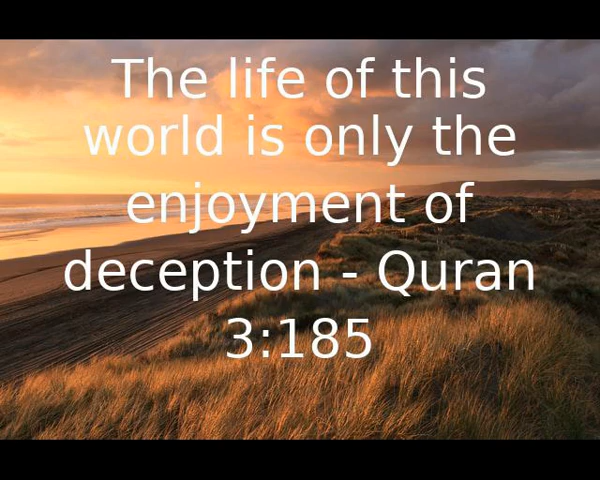 The life of this
world is only the
enjoyment of
deception - Quran
3:185